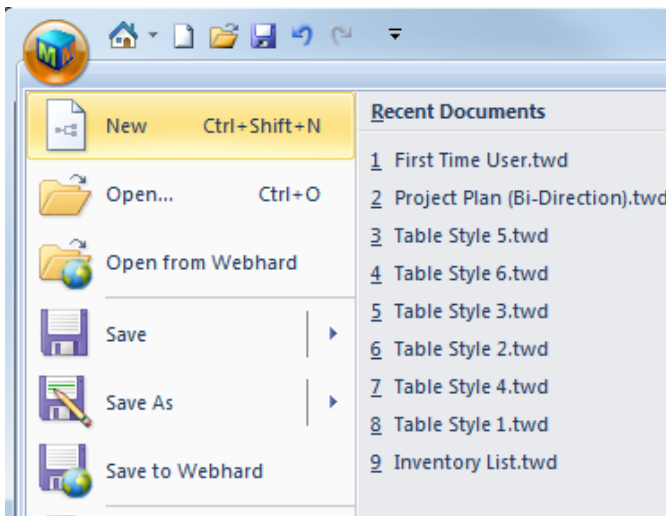 New Ctrl+Shift+N
Open... Ctrl+O
Open from Webhard
Save
Save As
Save to Webhard
Recent Documents
1 First Time User.twd
2 Project Plan (Bi-Direction).twd
3 Table Style 5.twd
4 Table Style 6.twd
5 Table Style 3.twd
6 Table Style 2.twd
7 Table Style 4.twd
8 Table Style 1.twd
9 Inventory List.twd